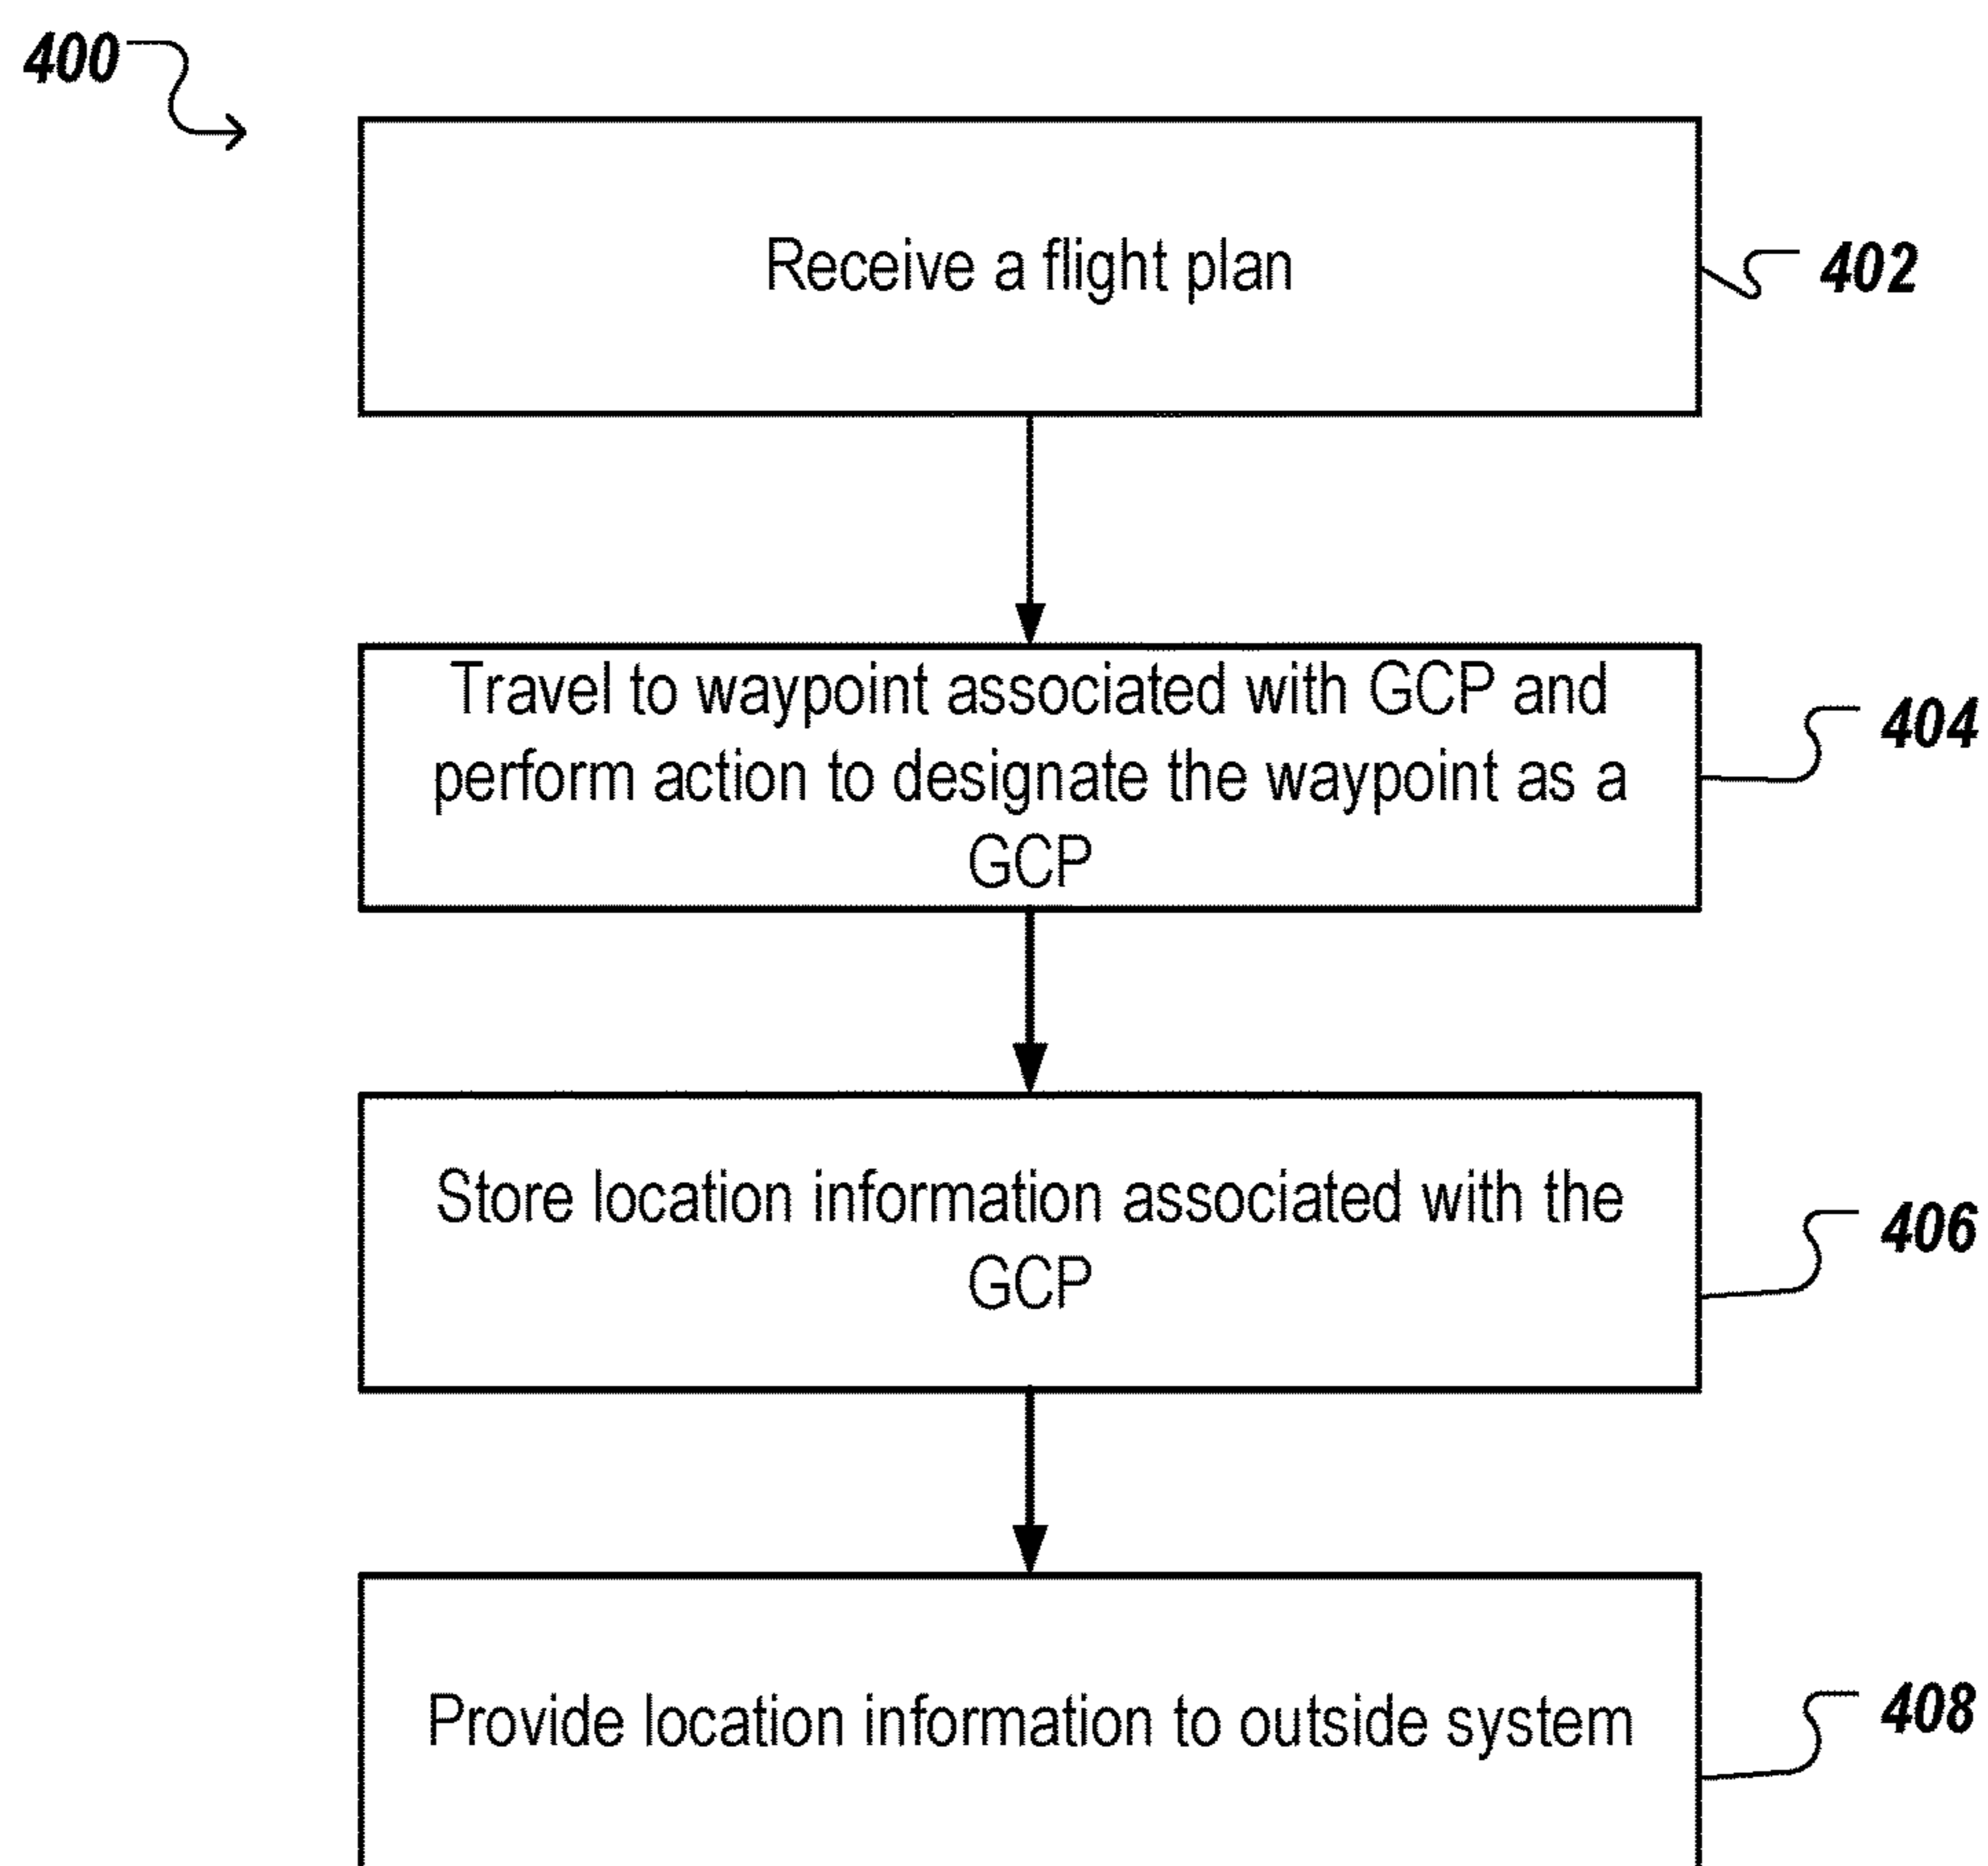 400
Receive a flight plan
402
Travel to waypoint associated with GCP and
perform action to designate the waypoint as a
GCP
404
Store location information associated with the
GCP
406
Provide location information to outside system
408